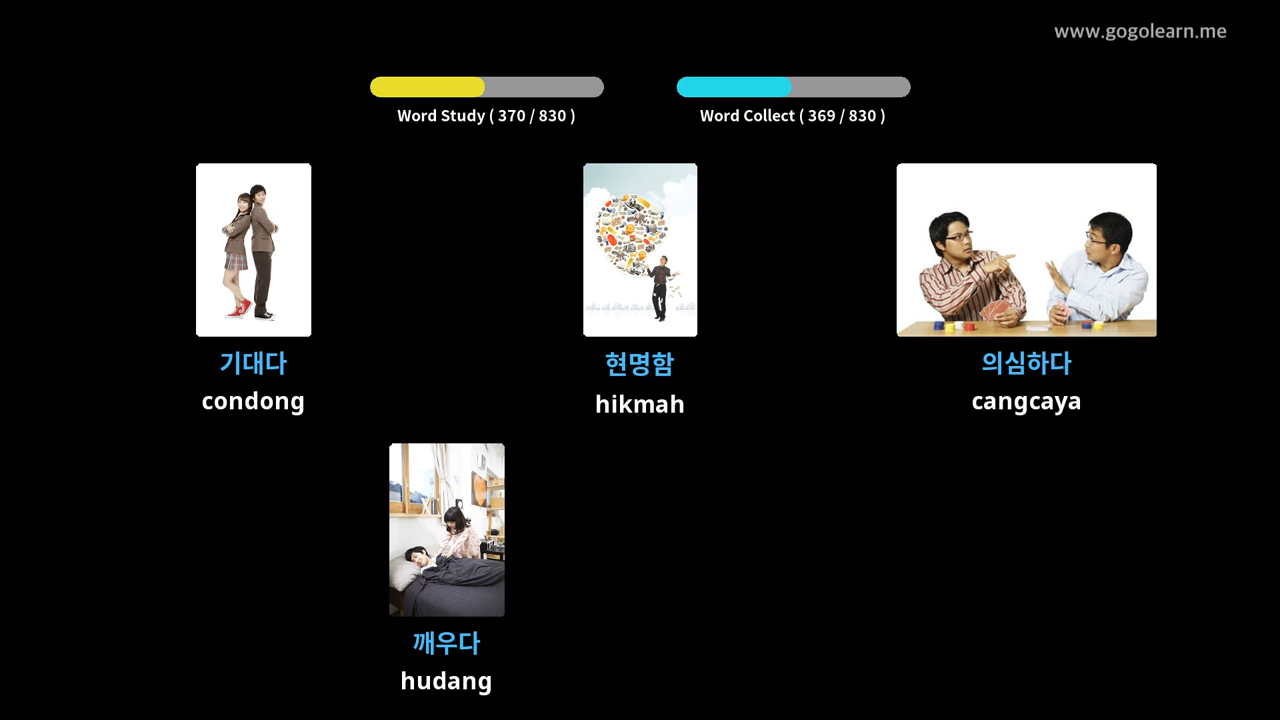 www.gogolearn.me
Word Study ( 370 / 830 )
Word Collect ( 369 / 830 )
기대다
condong
현명함
hikmah
의심하다
cangcaya
깨우다
hudang